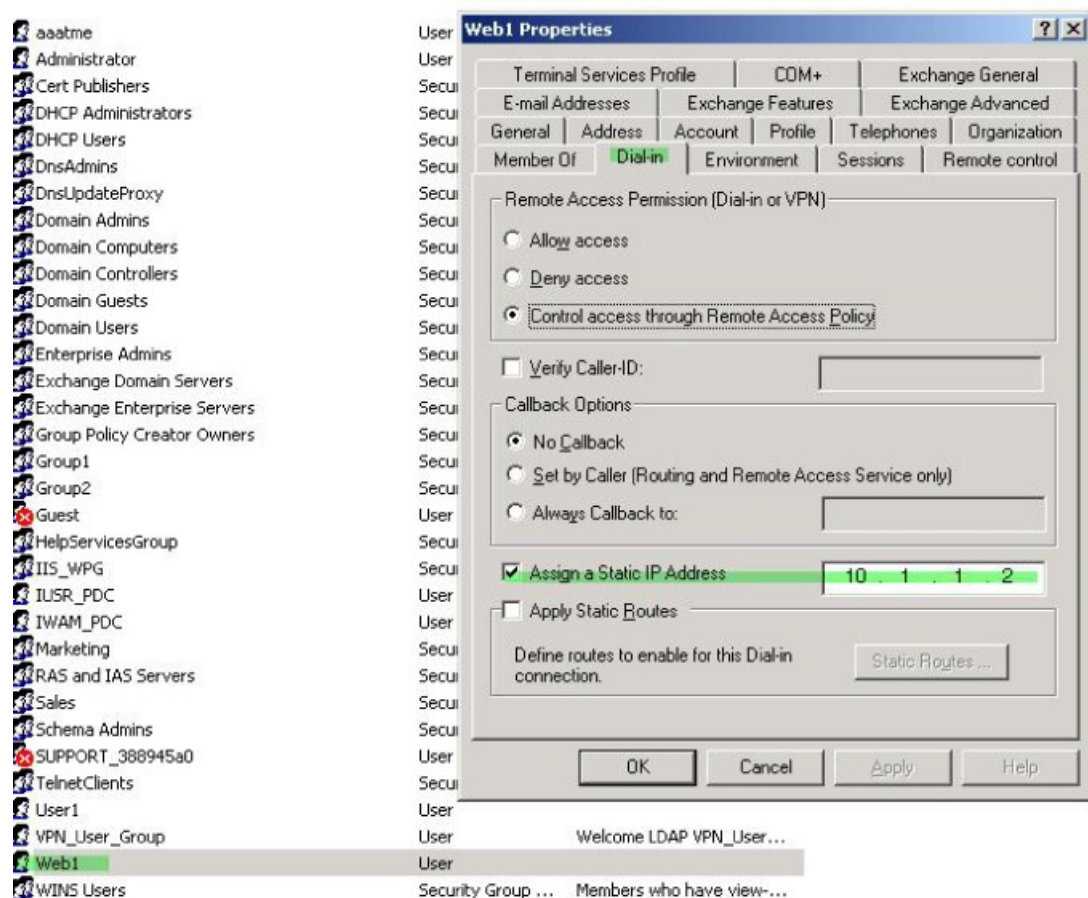 aaatme User
Administrator User
Cert Publishers Secu
DHCP Administrators Secu
DHCP Users Secu
DnsAdmins Secu
DnsUpdateProxy Secu
Domain Admins Secu
Domain Computers Secu
Domain Controllers Secu
Domain Guests Secu
Domain Users Secu
Enterprise Admins Secu
Exchange Domain Servers Secu
Exchange Enterprise Servers Secu
Group Policy Creator Owners Secu
Group1 Secu
Group2 Secu
Guest User
HelpServicesGroup Secu
IIS_WPG Secu
IUSR_PDC User
IWAM_PDC User
Marketing Secu
RAS and IAS Servers Secu
Sales Secu
Schema Admins Secu
SUPPORT_388945a0 User
TelnetClients Secu
User1 User
VPN_User_Group User Welcome LDAP VPN_User...
Web1 User
WINS Users Security Group ... Members who have view-...
Web1 Properties
Terminal Services Profile COM+ Exchange General
E-mail Addresses Exchange Features Exchange Advanced
General Address Account Profile Telephones Organization
Member Of Dial-in Environment Sessions Remote control
Remote Access Permission (Dial-in or VPN)
Allow access
Deny access
Control access through Remote Access Policy
Verify Caller-ID:
Callback Options
No Callback
Set by Caller (Routing and Remote Access Service only)
Always Callback to:
Assign a Static IP Address 10 . 1 . 1 . 2
Apply Static Routes
Define routes to enable for this Dial-in
connection.
Static Routes ...
OK Cancel Apply Help